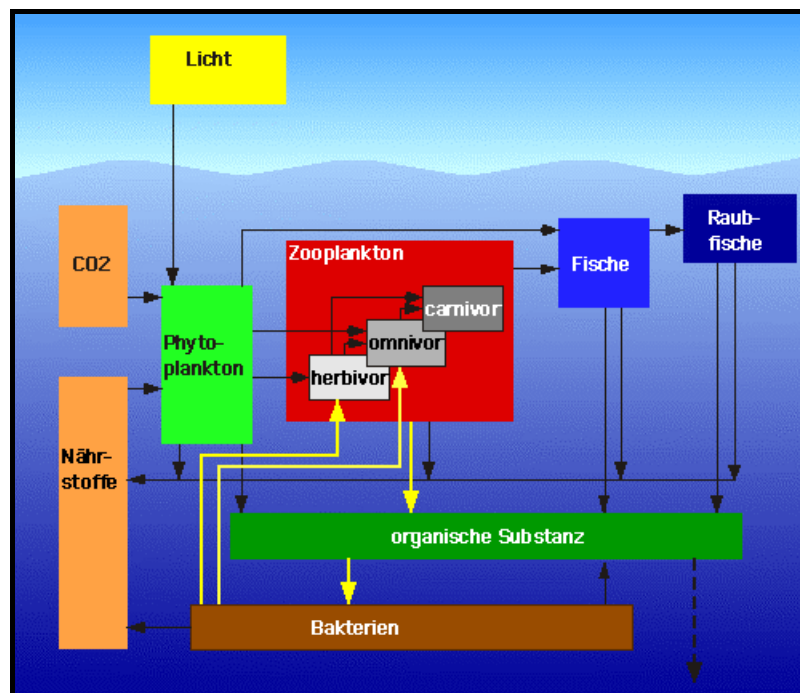 Licht
CO2
Raub-
fische
Zooplankton
Fische
carnivor
Phyto-
plankton
omnivor
herbivor
Nähr-
stoffe
organische Substanz
Bakterien